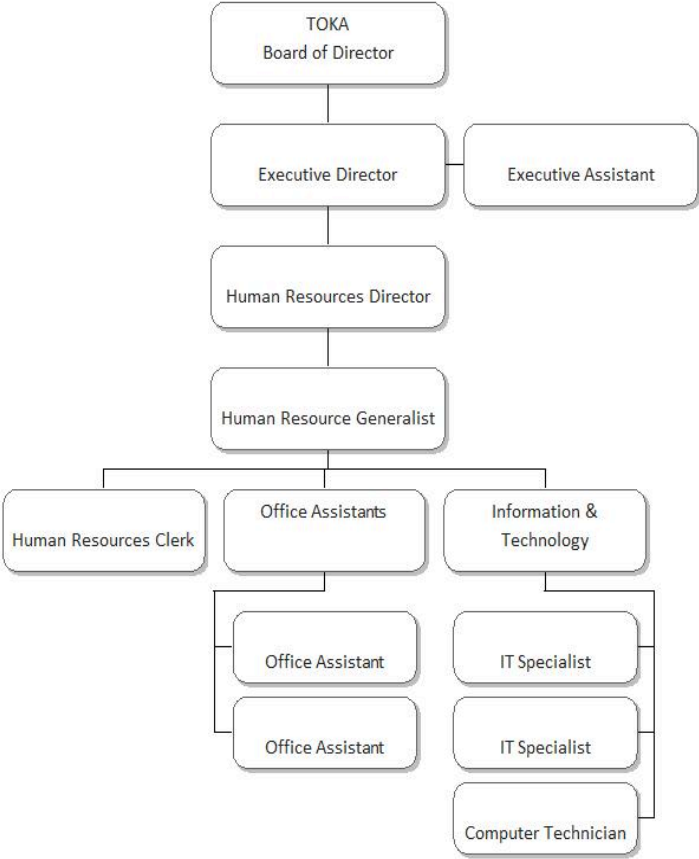 TOKA
Board of Director
Executive Director
Executive Assistant
Human Resources Director
Human Resource Generalist
Human Resources Clerk
Office Assistants
Information &
Technology
Office Assistant
IT Specialist
Office Assistant
IT Specialist
Computer Technician